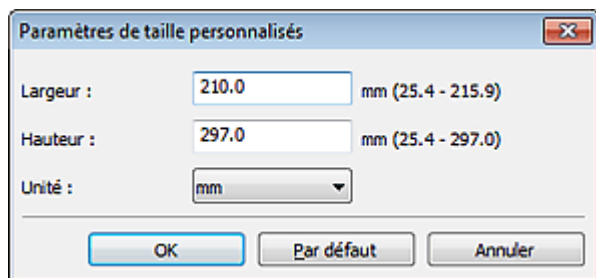 Paramètres de taille personnalisés
Largeur : 210.0 mm (25.4 - 215.9)
Hauteur : 297.0 mm (25.4 - 297.0)
Unité : mm
OK Par défaut Annuler